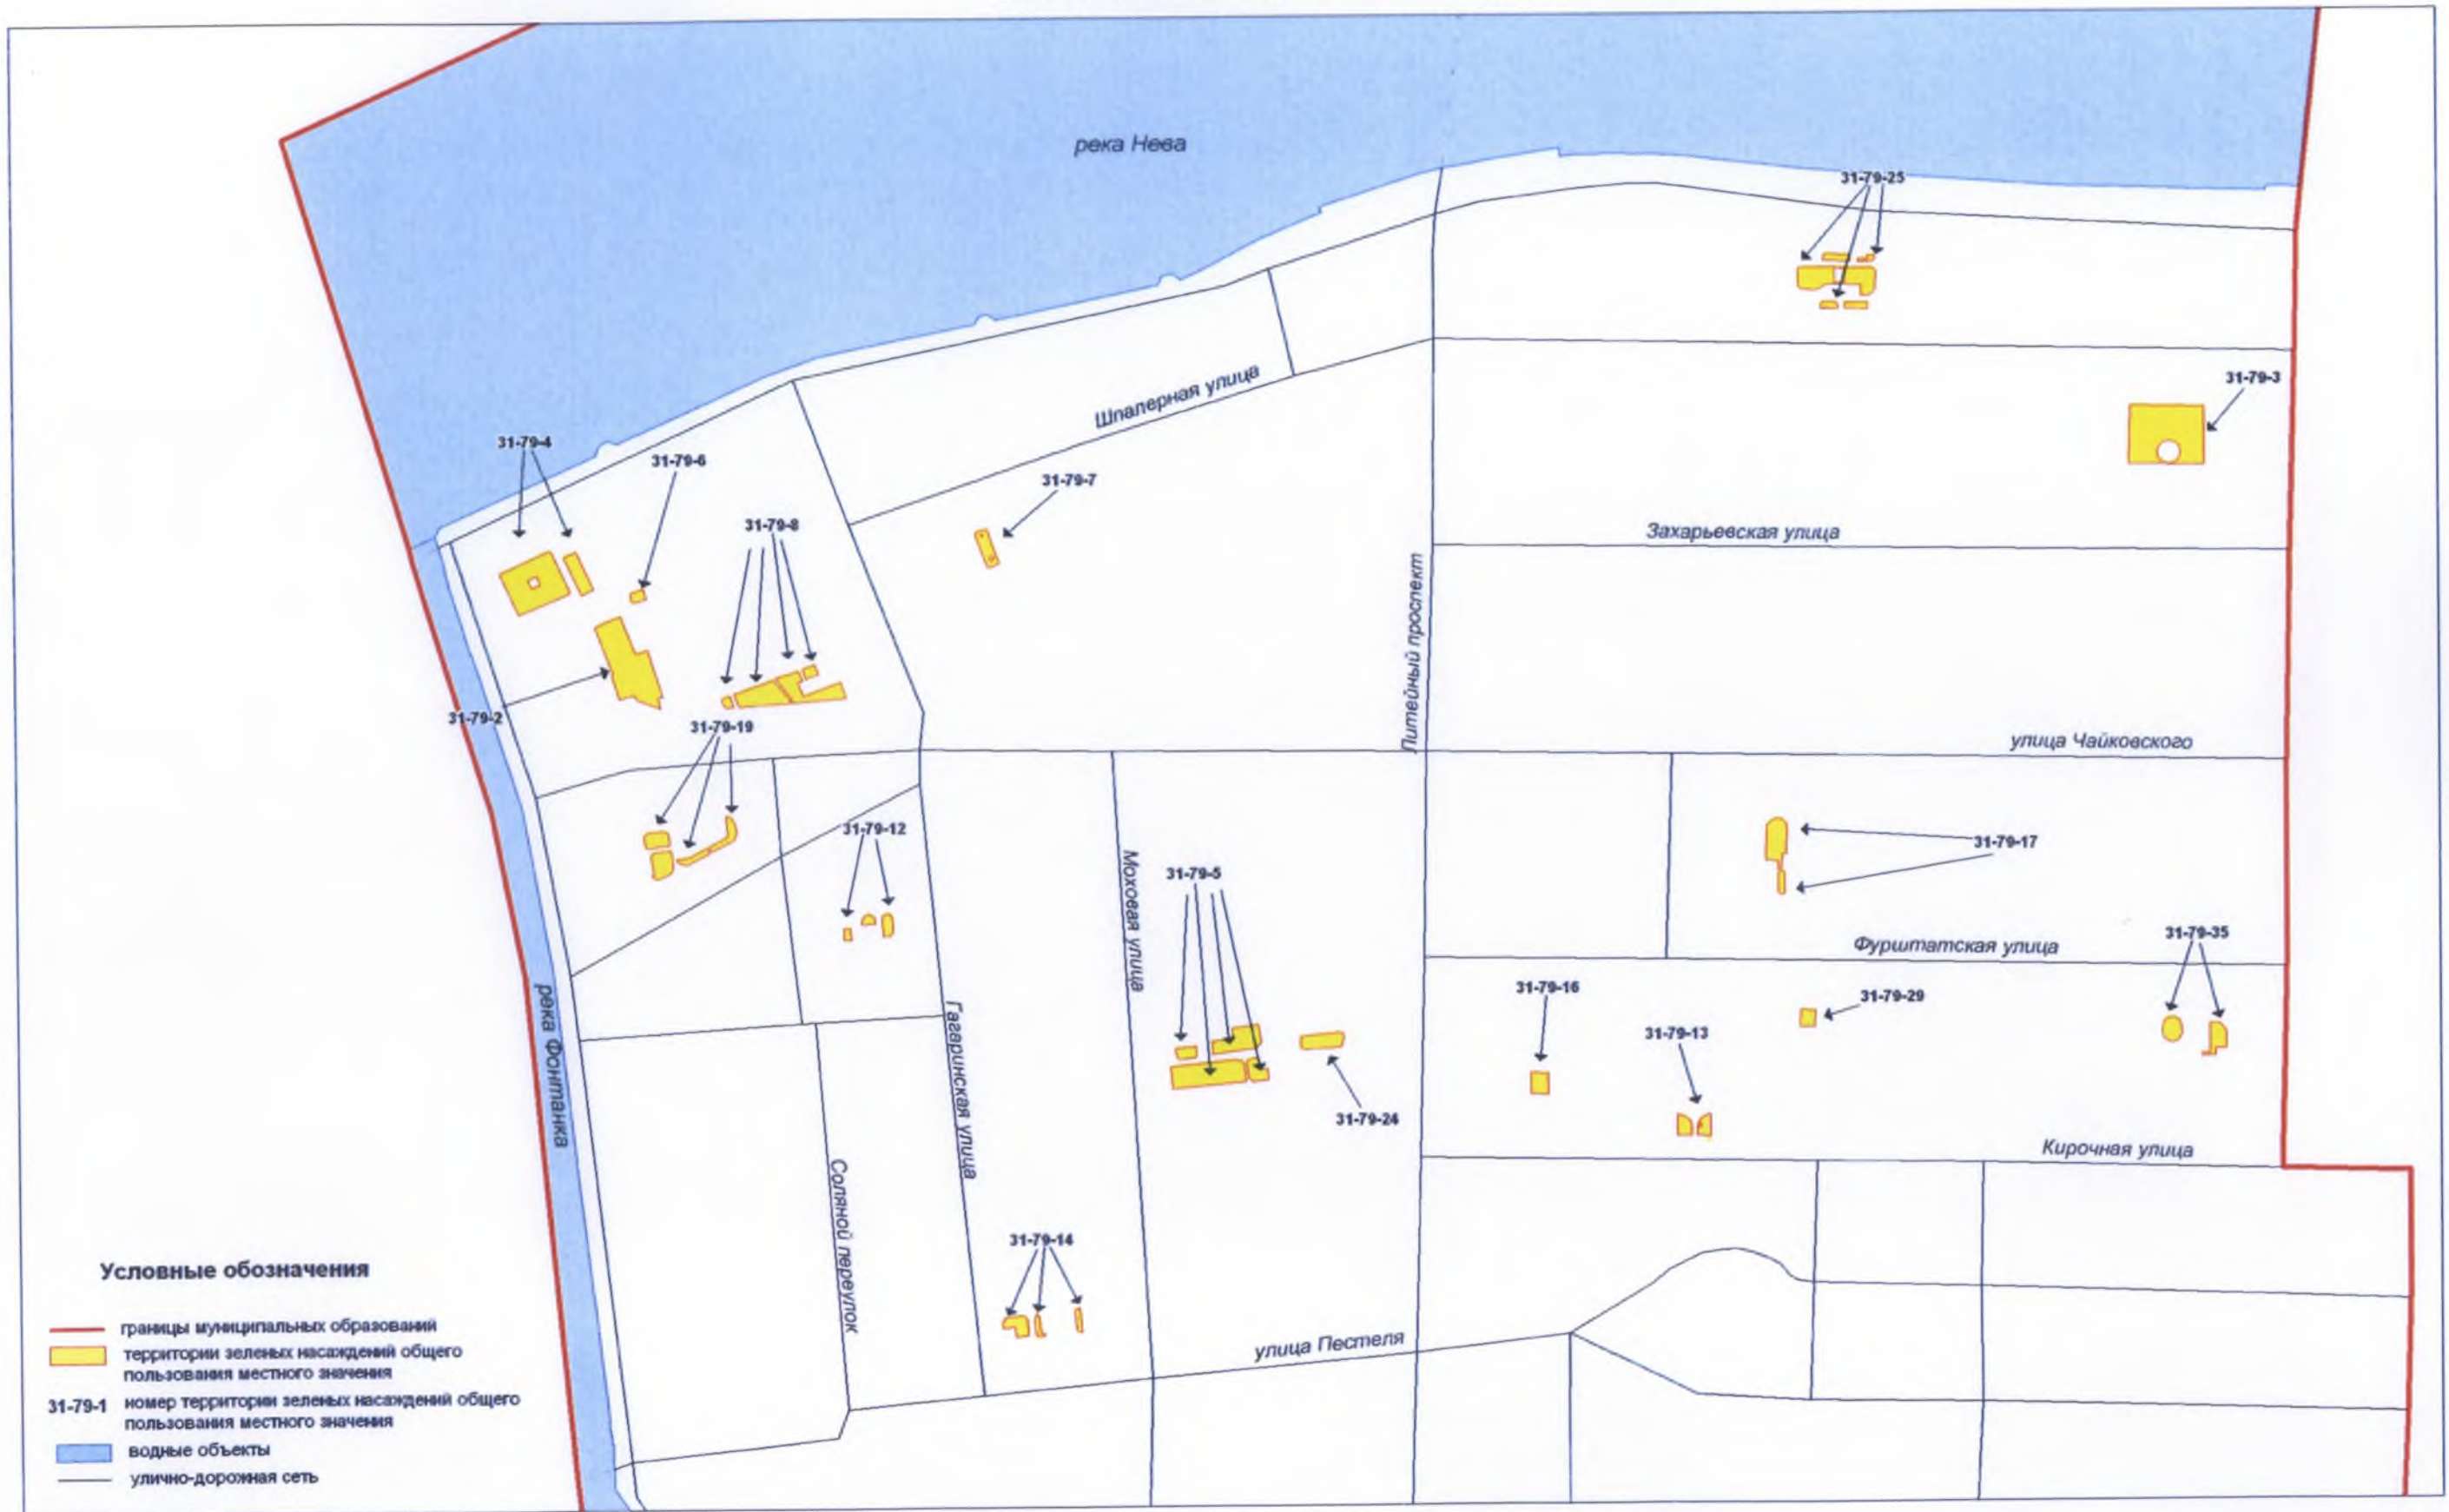 река Нева
31-79-25
31-79-3
31-79-4
31-79-6
Шпалерная улица
31-79-7
31-79-8
Захарьевская улица
Литейный проспект
31-79-2
31-79-19
улица Чайковского
31-79-12
31-79-17
Моховая улица
31-79-5
31-79-35
Фурштатская улица
31-79-16
31-79-29
31-79-13
река Фонтанка
Гагаринская улица
31-79-24
Кирочная улица
Соляной переулок
31-79-14
улица Пестеля
Условные обозначения
границы муниципальных образований
территории зеленых насаждений общего
пользования местного значения
31-79-1 номер территории зеленых насаждений общего
пользования местного значения
водные объекты
улично-дорожная сеть